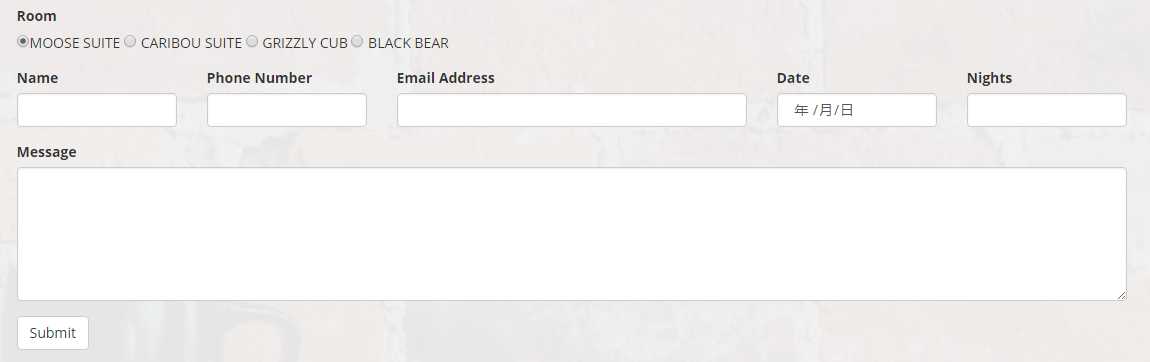 Room
MOOSE SUITE CARIBOU SUITE GRIZZLY CUB BLACK BEAR
Name Phone Number Email Address Date Nights
年 /月/日
Message
Submit